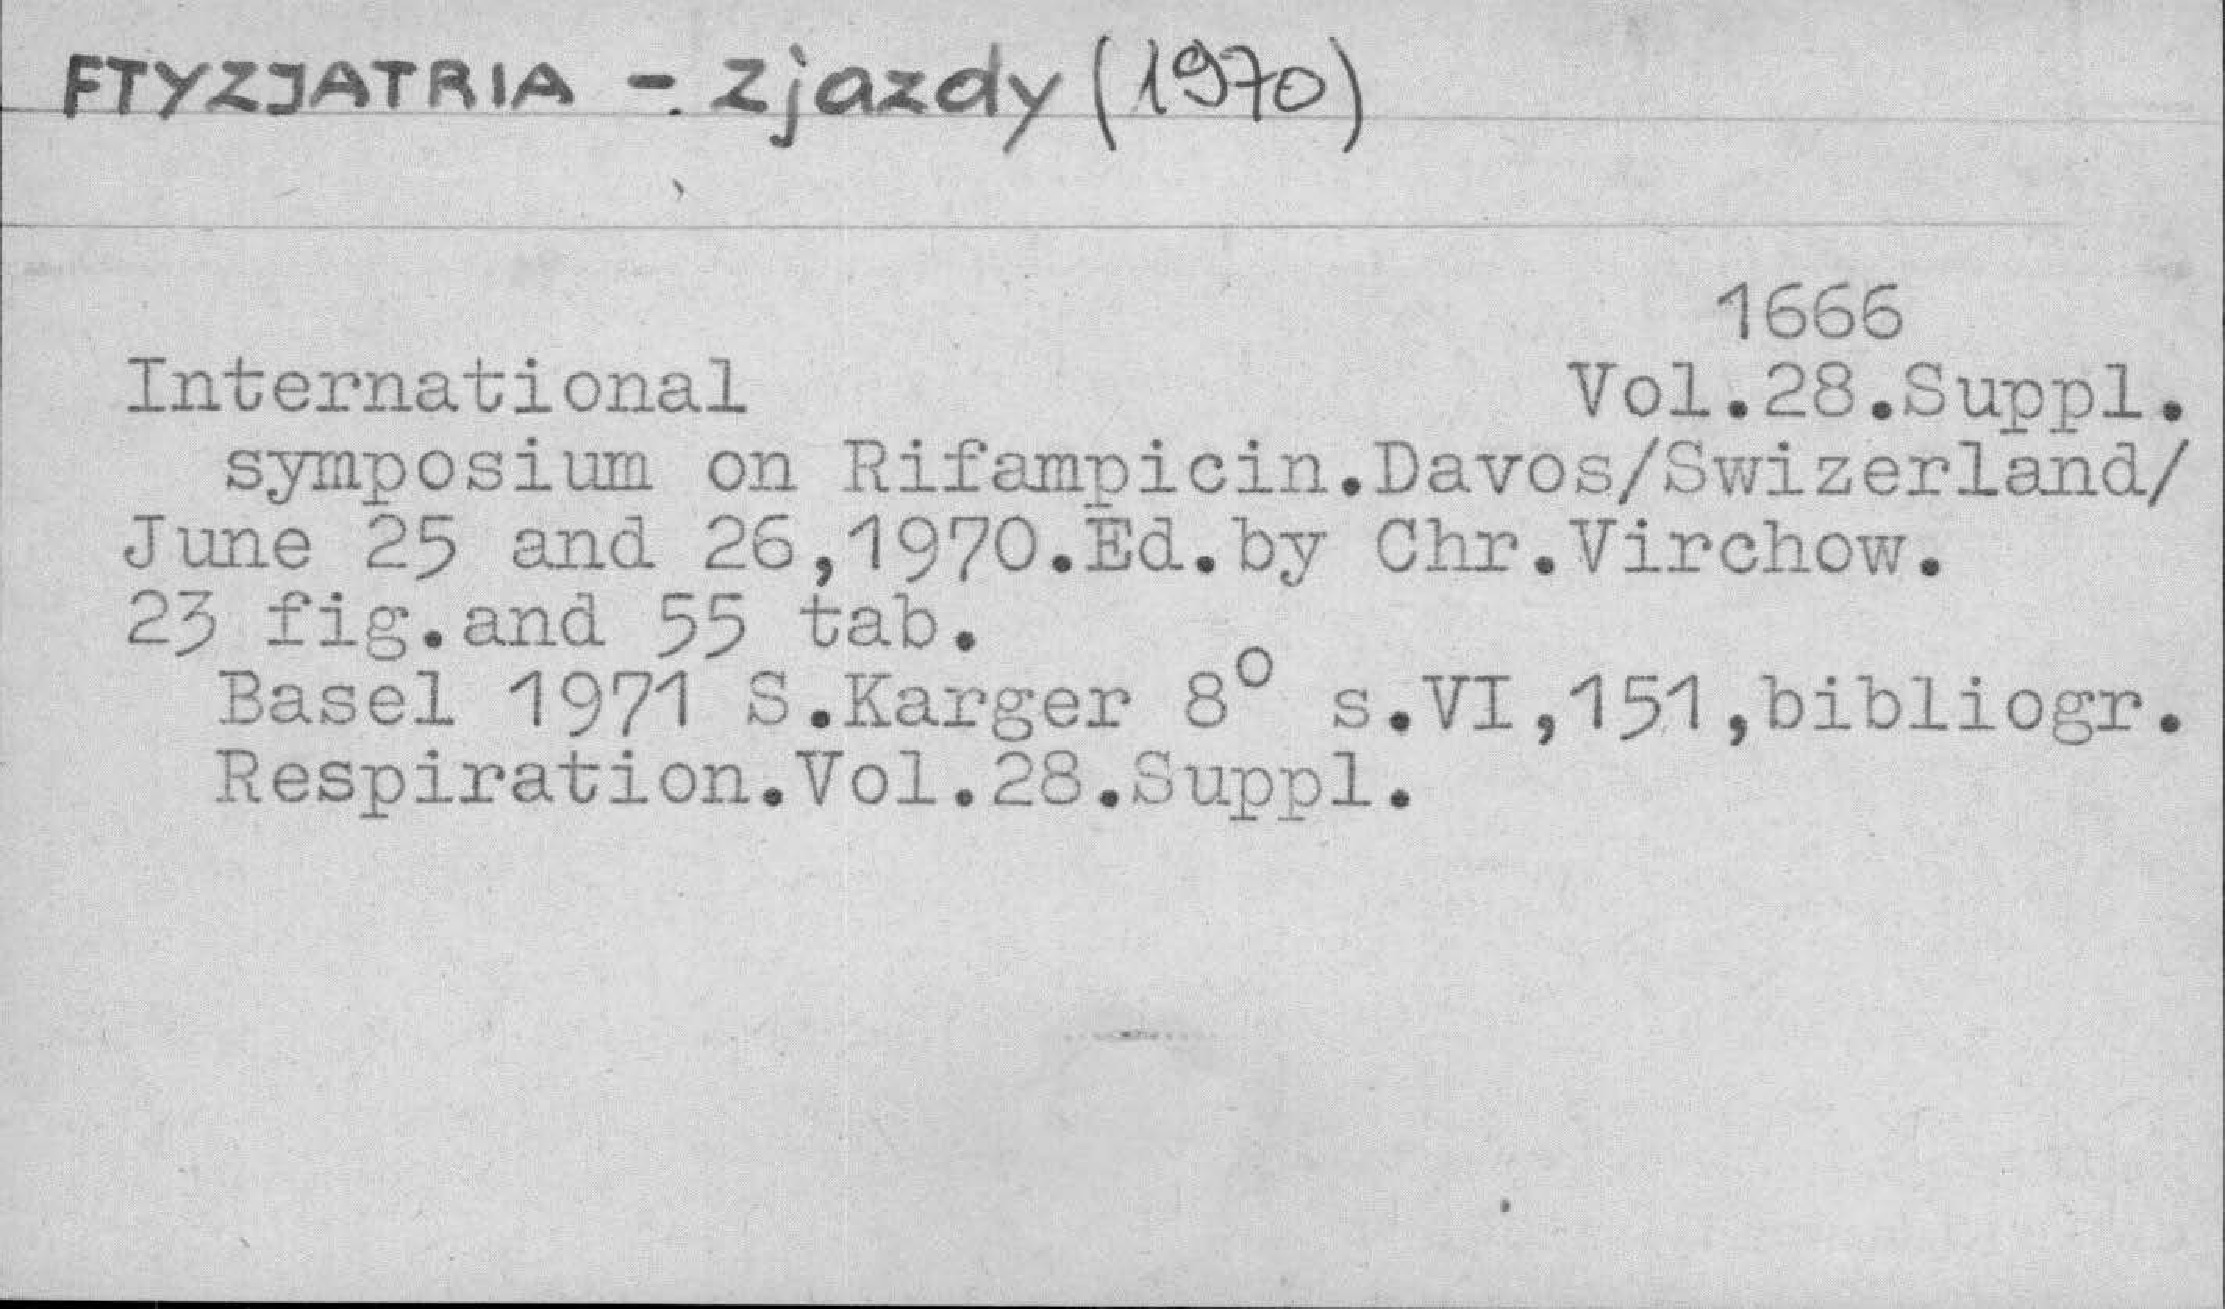 FTYZJATRIA - zjazdy (1970)
1666
International Vol.28.Suppl.
symposium on Rifampicin.Davos/Swizerland/
June 25 and 26,1970.Ed.by Chr.Virchow.
23 fig.and 55 tab.
Basel 1971 S.Karger 8° s.VI,151,bibliogr.
Respiration.Vol.28.Suppl.